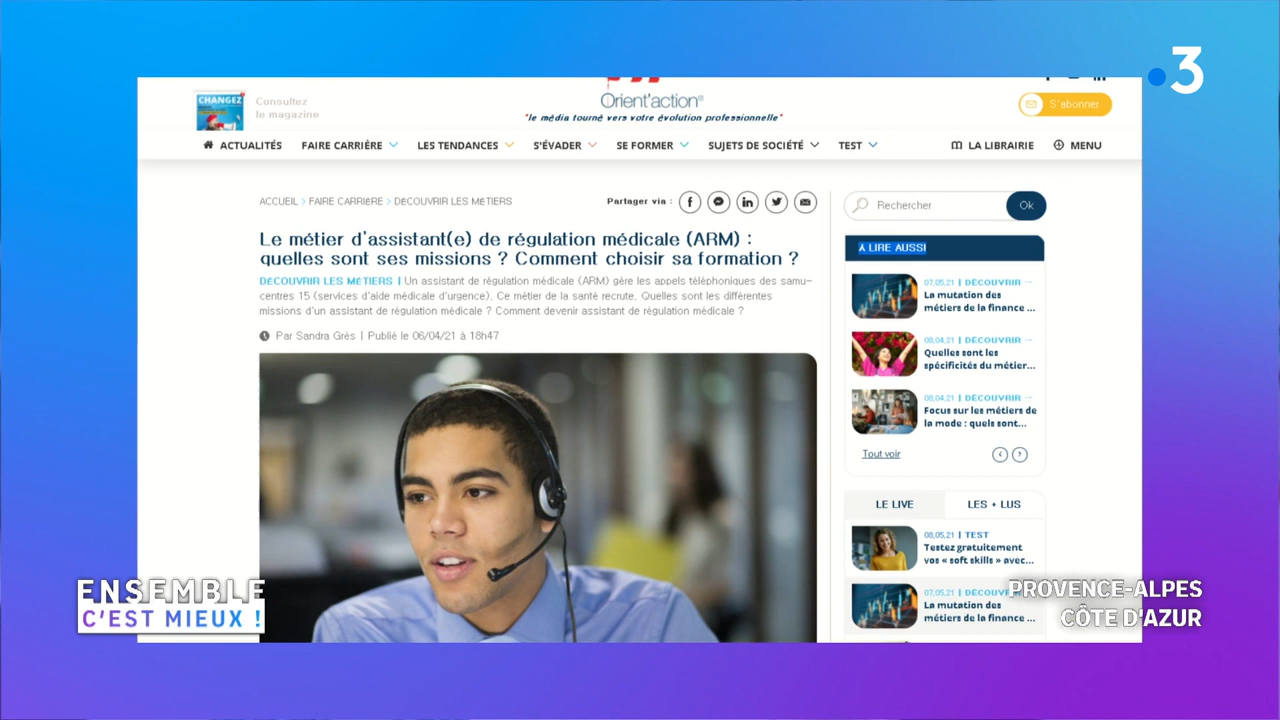 3
CHANGEZ
Consultez
le magazine
Orient'action®
"le média tourné vers votre évolution professionnelle"
S'abonner
ACTUALITÉS FAIRE CARRIÈRE LES TENDANCES S'ÉVADER SE FORMER SUJETS DE SOCIÉTÉ TEST LA LIBRAIRIE MENU
ACCUEIL > FAIRE CARRIÈRE > DÉCOUVRIR LES MÉTIERS
Partager via :
Le métier d'assistant(e) de régulation médicale (ARM) :
quelles sont ses missions ? Comment choisir sa formation ?
DÉCOUVRIR LES MÉTIERS | Un assistant de régulation médicale (ARM) gère les appels téléphoniques des samu-
centres 15 (services d'aide médicale d'urgence). Ce métier de la santé recrute. Quelles sont les différentes
missions d'un assistant de régulation médicale ? Comment devenir assistant de régulation médicale ?
Par Sandra Grès | Publié le 06/04/21 à 18h47
Rechercher
Ok
A LIRE AUSSI
07.05.21 | DÉCOUVRIR ...
La mutation des
métiers de la finance ...
08.04.21 | DÉCOUVRIR ...
Quelles sont les
spécificités du métier...
08.04.21 | DÉCOUVRIR ...
Focus sur les métiers de
la mode : quels sont...
Tout voir
LE LIVE LES + LUS
08.05.21 | TEST
Testez gratuitement
vos « soft skills » avec...
07.05.21 | DÉCOUV
La mutation des
métiers de la finance ...
ENSEMBLE
C'EST MIEUX !
PROVENCE-ALPES
CÔTE D'AZUR